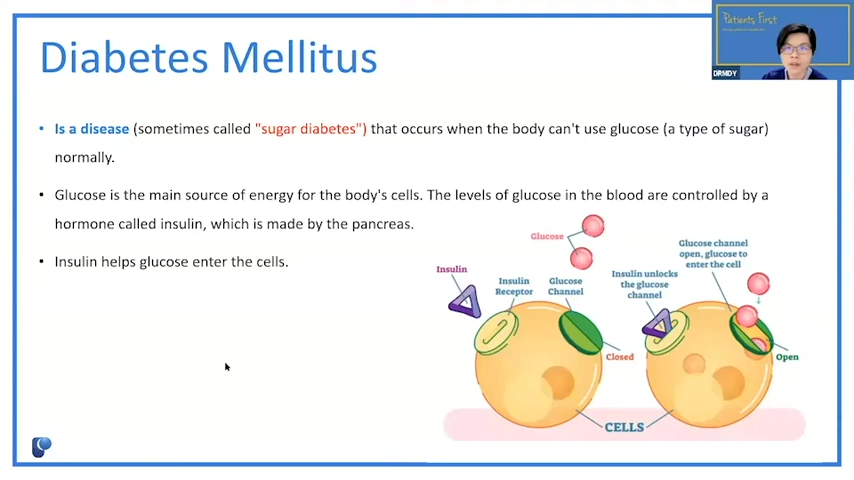 Patients First
DRMDY
Diabetes Mellitus
• Is a disease (sometimes called "sugar diabetes") that occurs when the body can't use glucose (a type of sugar)
normally.
• Glucose is the main source of energy for the body's cells. The levels of glucose in the blood are controlled by a
hormone called insulin, which is made by the pancreas.
• Insulin helps glucose enter the cells.
Glucose
Insulin
Insulin
Receptor
Glucose
Channel
Closed
Insulin unlocks
the glucose
channel
Glucose channel
open, glucose to
enter the cell
Open
CELLS